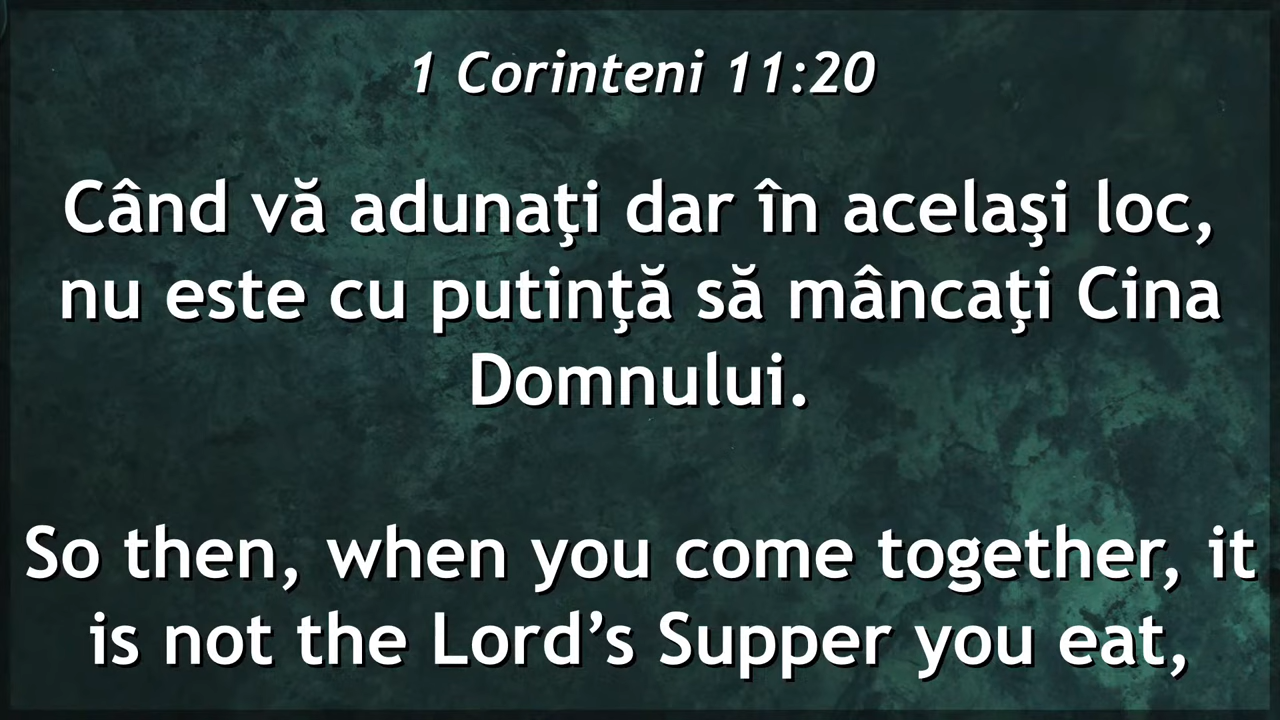 1 Corinteni 11:20
Când vă adunaţi dar în acelaşi loc,
nu este cu putinţă să mâncaţi Cina
Domnului.
So then, when you come together, it
is not the Lord’s Supper you eat,